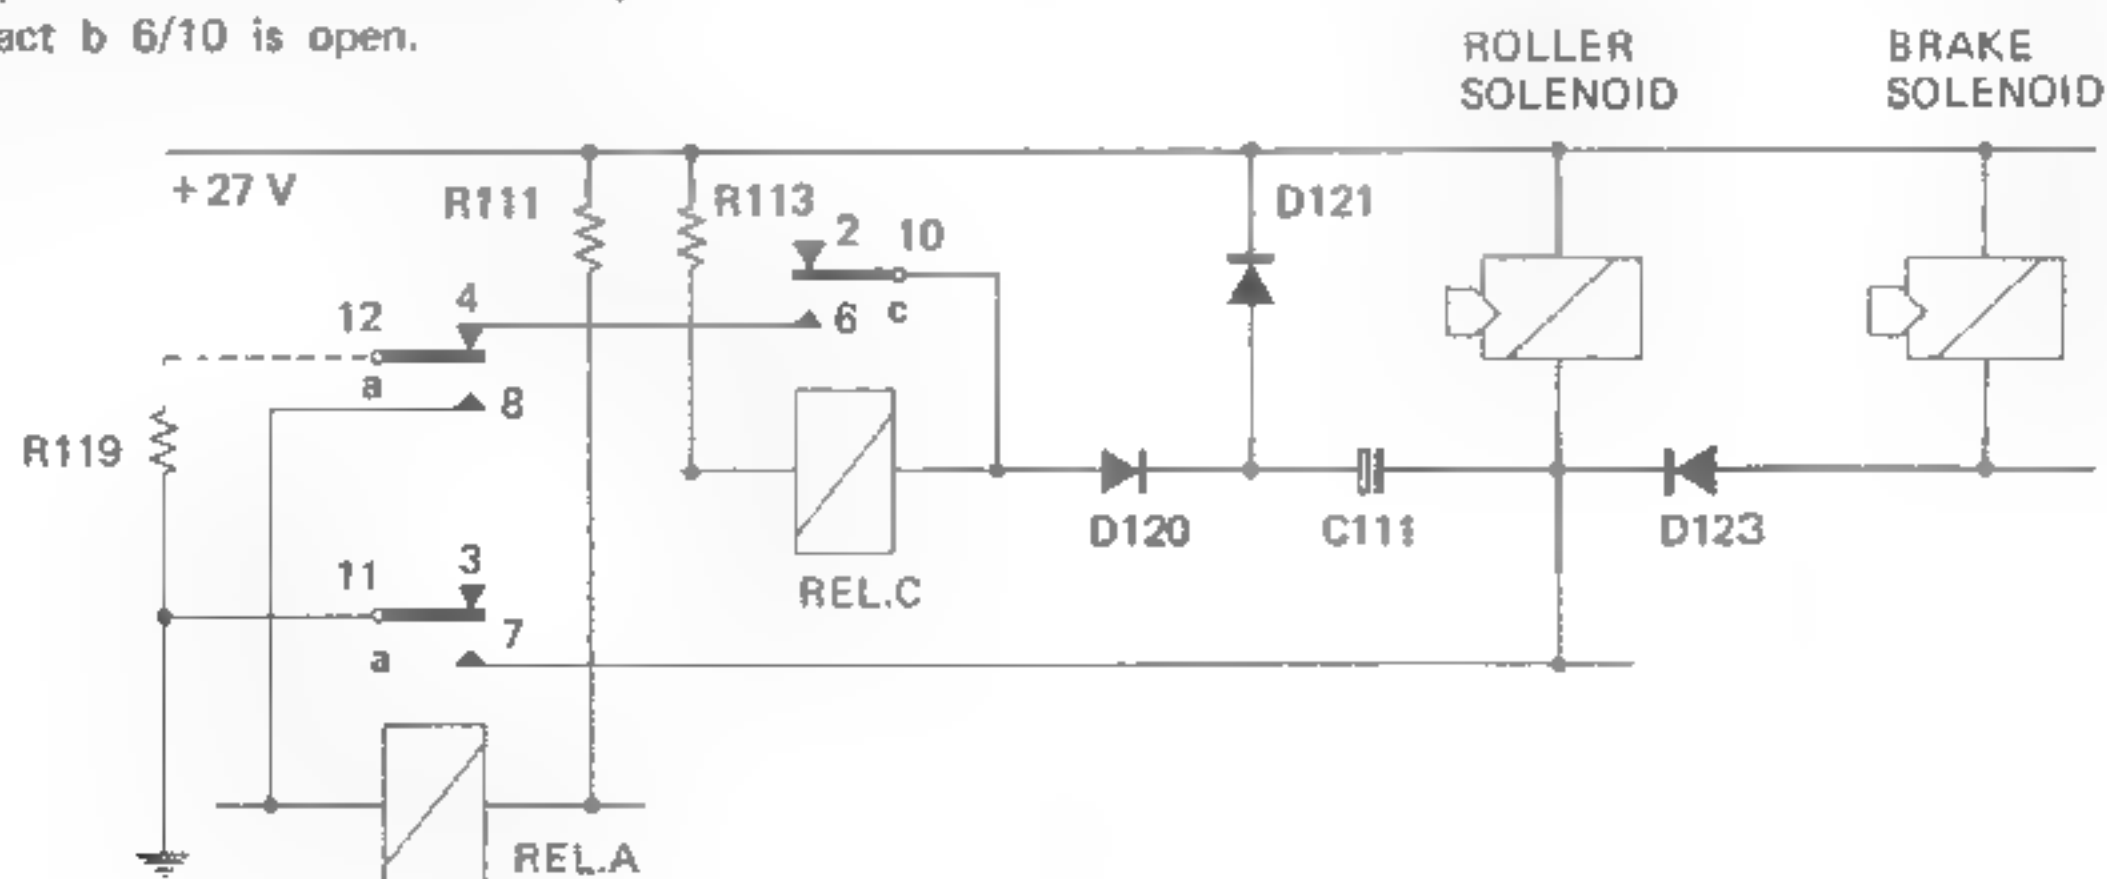 act b 6/10 is open.
ROLLER
SOLENOID
BRAKE
SOLENOID
+27 V
R111
R113
2
10
D121
12
4
6
c
a
8
R119
D120
C111
D123
11
3
REL.C
7
a
REL.A